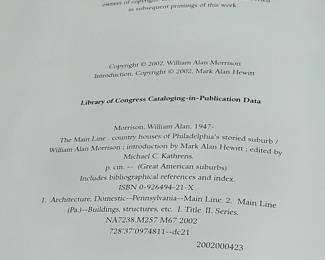 owners of copyright
in subsequent printings of this work.
Copyright © 2002, William Alan Morrison
Introduction, Copyright © 2002, Mark Alan Hewitt
Library of Congress Cataloging-in-Publication Data
Morrison, William Alan, 1947-
The Main Line : country houses of Philadelphia's storied suburb /
William Alan Morrison ; introduction by Mark Alan Hewitt ; edited by
Michael C. Kathrens.
p. cm. -- (Great American suburbs)
Includes bibliographical references and index.
ISBN 0-926494-21-X
1. Architecture, Domestic--Pennsylvania--Main Line. 2. Main Line
(Pa.)--Buildings, structures, etc. I. Title. II. Series.
NA7238.M257 M67 2002
728'37'0974811--dc21
2002000423